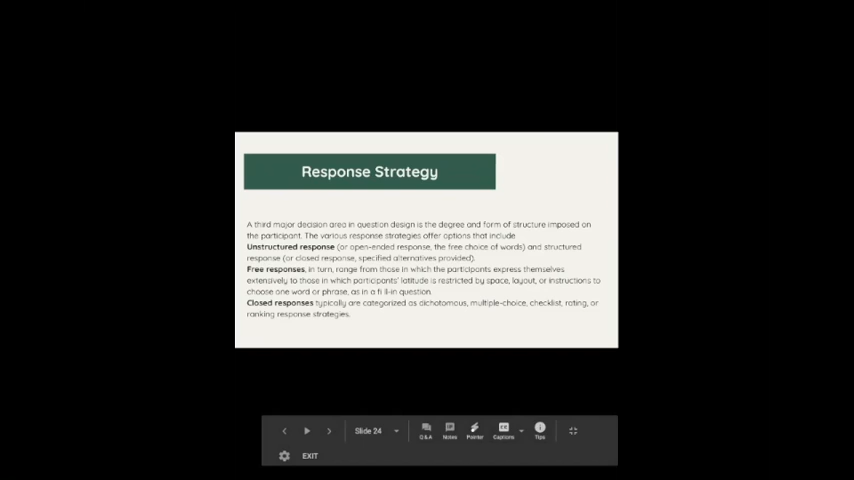 Response Strategy
A third major decision area in question design is the degree and form of structure imposed on
the participant. The various response strategies offer options that include
Unstructured response (or open-ended response, the free choice of words) and structured
response (or closed response, specified alternatives provided).
Free responses, in turn, range from those in which the participants express themselves
extensively to those in which participants' latitude is restricted by space, layout, or instructions to
choose one word or phrase, as in a fi ll-in question.
Closed responses typically are categorized as dichotomous, multiple-choice, checklist, rating, or
ranking response strategies.
Slide 24
Q&A Notes Pointer Captions Tips
EXIT